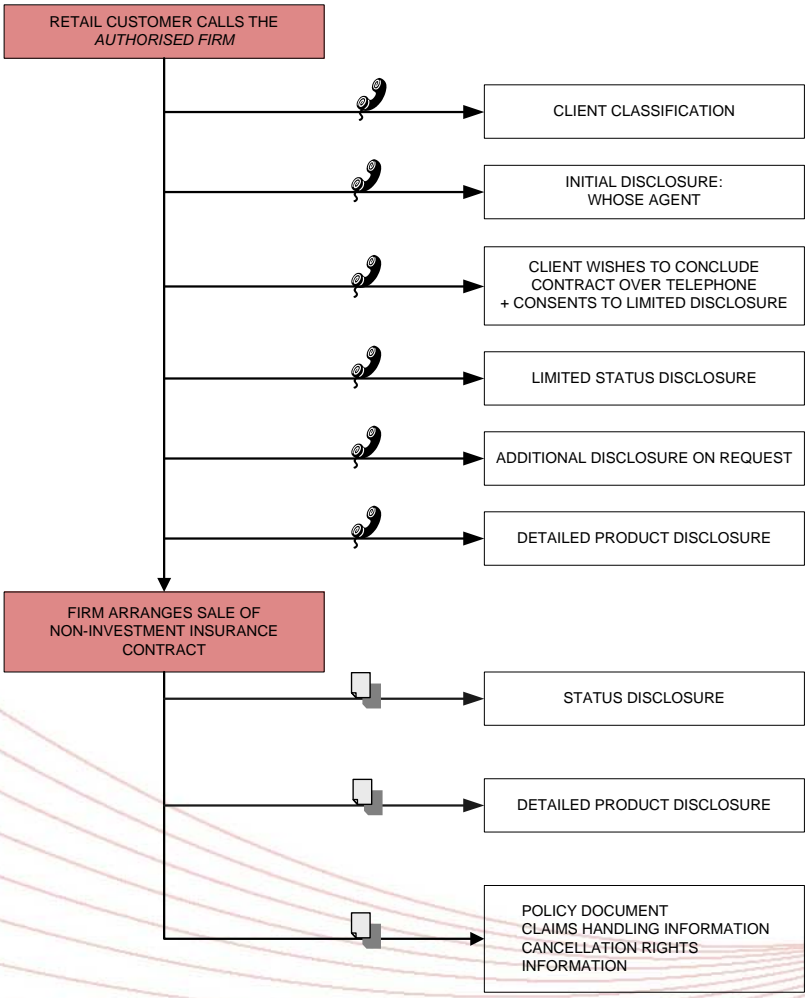 RETAIL CUSTOMER CALLS THE
AUTHORISED FIRM
CLIENT CLASSIFICATION
INITIAL DISCLOSURE:
WHOSE AGENT
CLIENT WISHES TO CONCLUDE
CONTRACT OVER TELEPHONE
+ CONSENTS TO LIMITED DISCLOSURE
LIMITED STATUS DISCLOSURE
ADDITIONAL DISCLOSURE ON REQUEST
DETAILED PRODUCT DISCLOSURE
FIRM ARRANGES SALE OF
NON-INVESTMENT INSURANCE
CONTRACT
STATUS DISCLOSURE
DETAILED PRODUCT DISCLOSURE
POLICY DOCUMENT
CLAIMS HANDLING INFORMATION
CANCELLATION RIGHTS
INFORMATION